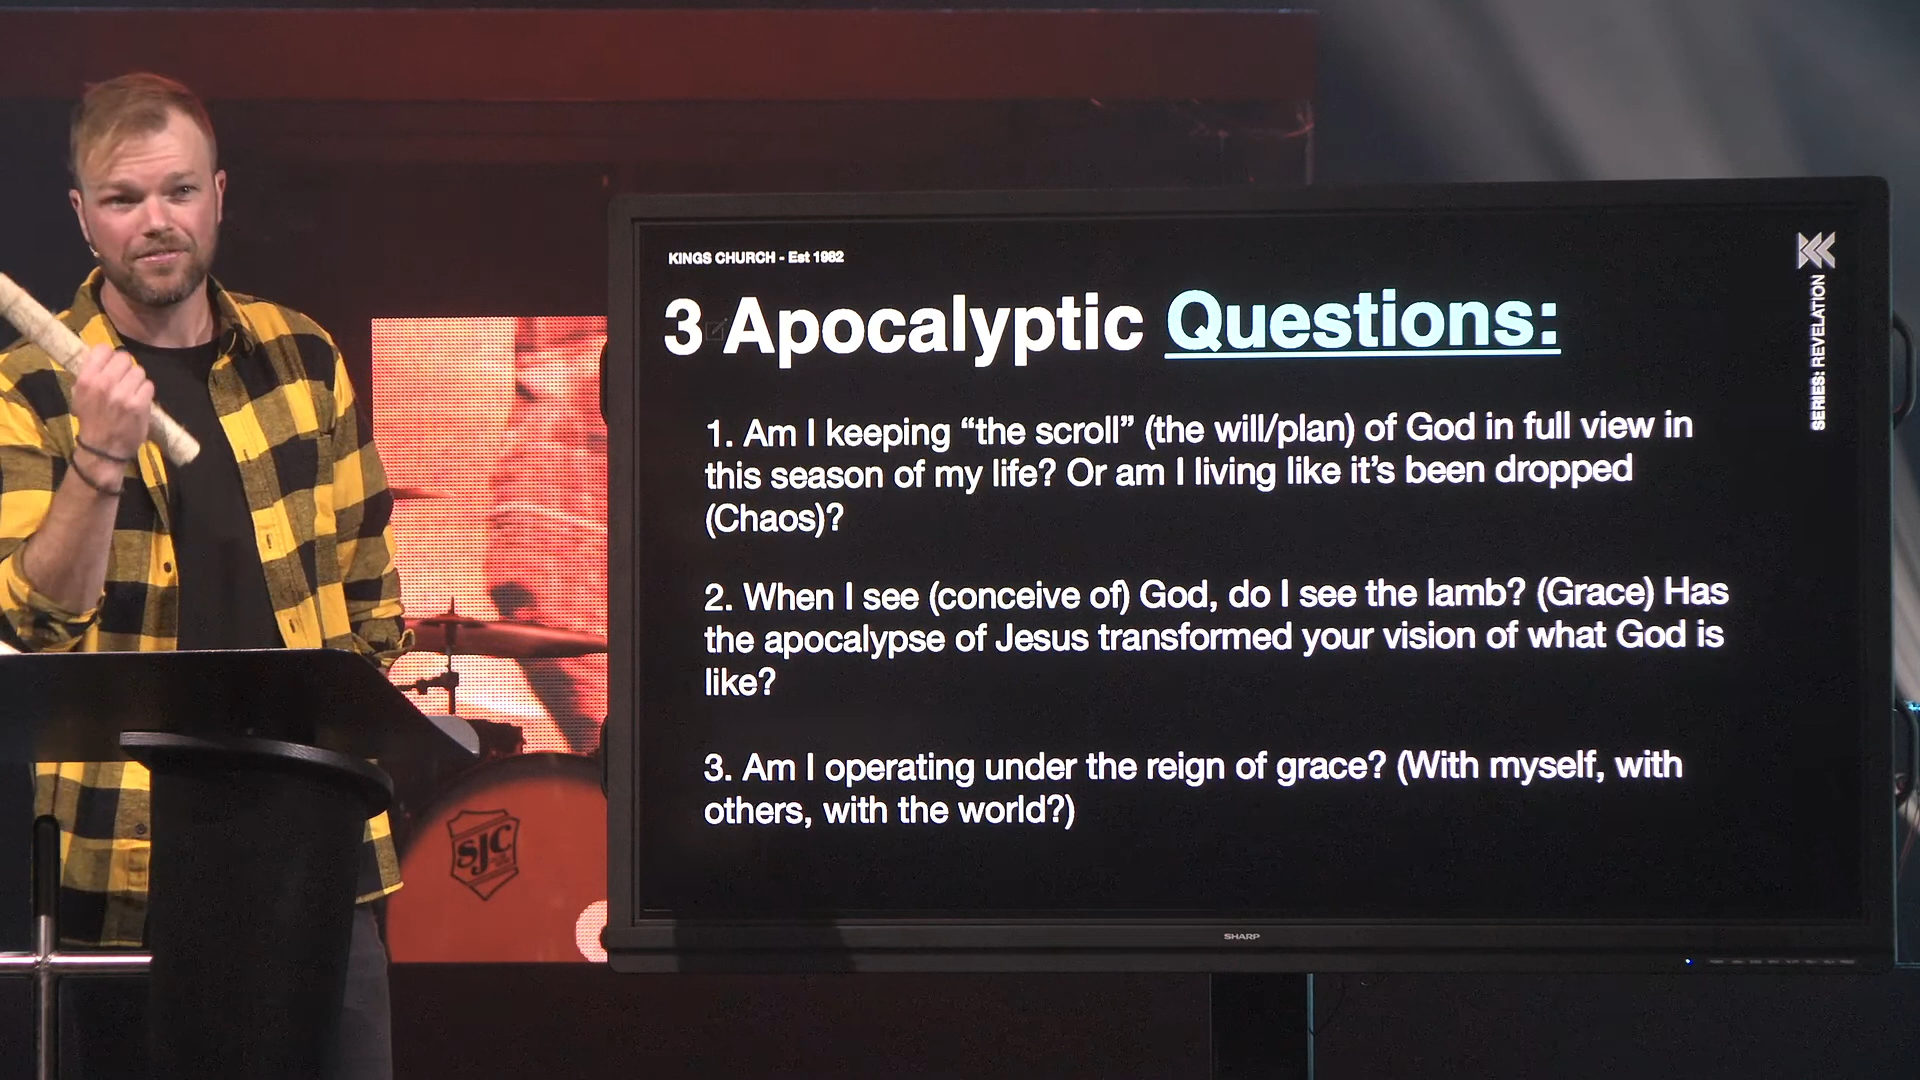 KINGS CHURCH - Est 1982
3 Apocalyptic Questions:
1. Am I keeping “the scroll” (the will/plan) of God in full view in
this season of my life? Or am I living like it’s been dropped
(Chaos)?
2. When I see (conceive of) God, do I see the lamb? (Grace) Has
the apocalypse of Jesus transformed your vision of what God is
like?
3. Am I operating under the reign of grace? (With myself, with
others, with the world?)
SERIES: REVELATION
SJC
SHARP